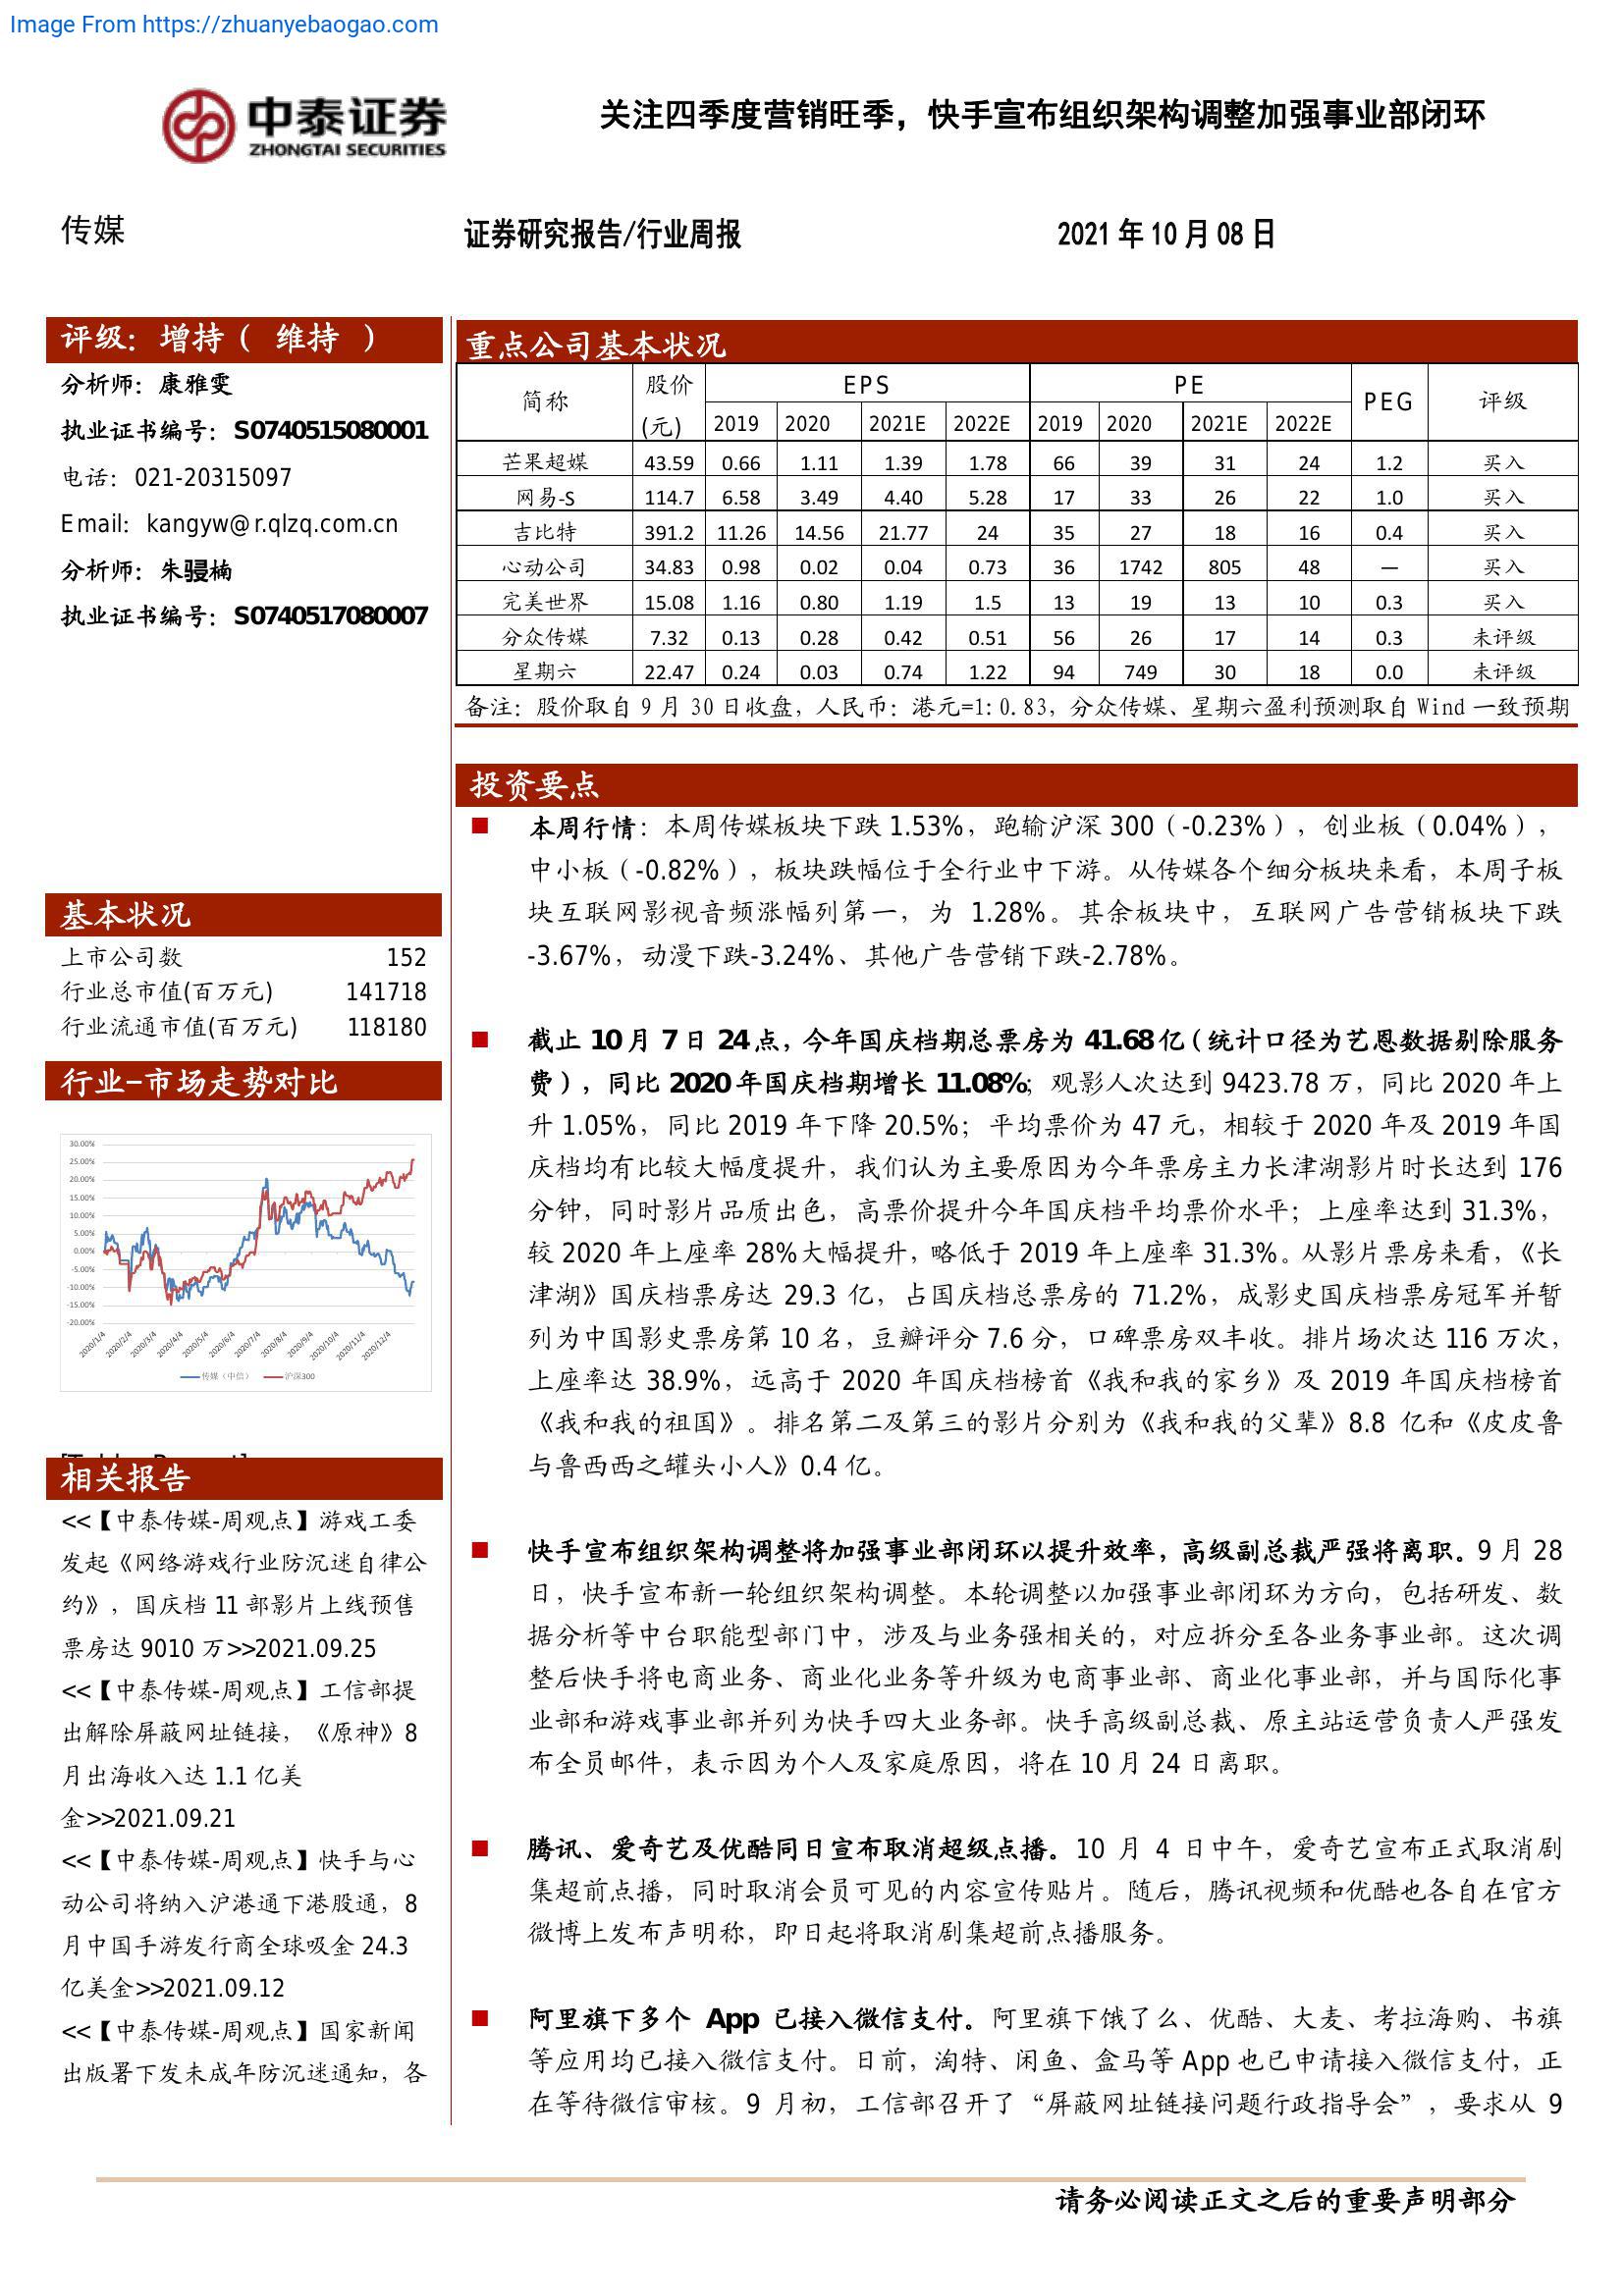 Image From https://zhuanyebaogao.com
中泰证券
ZHONGTAI SECURITIES
关注四季度营销旺季，快手宣布组织架构调整加强事业部闭环
传媒
证券研究报告/行业周报
2021 年 10 月 08 日
评级：增持（ 维持 ）
分析师：康雅雯
执业证书编号：S0740515080001
电话：021-20315097
Email：kangyw@r.qlzq.com.cn
分析师：朱骎楠
执业证书编号：S0740517080007
基本状况
上市公司数 152
行业总市值(百万元) 141718
行业流通市值(百万元) 118180
行业-市场走势对比
30.00%
25.00%
20.00%
15.00%
10.00%
5.00%
0.00%
-5.00%
-10.00%
-15.00%
-20.00%
2020/1/4 2020/2/4 2020/3/4 2020/4/4 2020/5/4 2020/6/4 2020/7/4 2020/8/4 2020/9/4 2020/10/4 2020/11/4 2020/12/4
传媒（中信） 沪深300
相关报告
<<【中泰传媒-周观点】游戏工委
发起《网络游戏行业防沉迷自律公
约》，国庆档 11 部影片上线预售
票房达 9010 万>>2021.09.25
<<【中泰传媒-周观点】工信部提
出解除屏蔽网址链接，《原神》8
月出海收入达 1.1 亿美
金>>2021.09.21
<<【中泰传媒-周观点】快手与心
动公司将纳入沪港通下港股通，8
月中国手游发行商全球吸金 24.3
亿美金>>2021.09.12
<<【中泰传媒-周观点】国家新闻
出版署下发未成年防沉迷通知，各
重点公司基本状况
简称 股价(元) EPS PE PEG 评级
2019 2020 2021E 2022E 2019 2020 2021E 2022E
芒果超媒 43.59 0.66 1.11 1.39 1.78 66 39 31 24 1.2 买入
网易-S 114.7 6.58 3.49 4.40 5.28 17 33 26 22 1.0 买入
吉比特 391.2 11.26 14.56 21.77 24 35 27 18 16 0.4 买入
心动公司 34.83 0.98 0.02 0.04 0.73 36 1742 805 48 — 买入
完美世界 15.08 1.16 0.80 1.19 1.5 13 19 13 10 0.3 买入
分众传媒 7.32 0.13 0.28 0.42 0.51 56 26 17 14 0.3 未评级
星期六 22.47 0.24 0.03 0.74 1.22 94 749 30 18 0.0 未评级
备注：股价取自 9 月 30 日收盘，人民币：港元=1:0.83，分众传媒、星期六盈利预测取自 Wind 一致预期
投资要点
本周行情：本周传媒板块下跌 1.53%，跑输沪深 300（-0.23%），创业板（0.04%），
中小板（-0.82%），板块跌幅位于全行业中下游。从传媒各个细分板块来看，本周子板
块互联网影视音频涨幅列第一，为 1.28%。其余板块中，互联网广告营销板块下跌
-3.67%，动漫下跌-3.24%、其他广告营销下跌-2.78%。
截止 10 月 7 日 24 点，今年国庆档期总票房为 41.68 亿（统计口径为艺恩数据剔除服务
费），同比 2020 年国庆档期增长 11.08%；观影人次达到 9423.78 万，同比 2020 年上
升 1.05%，同比 2019 年下降 20.5%；平均票价为 47 元，相较于 2020 年及 2019 年国
庆档均有比较大幅度提升，我们认为主要原因为今年票房主力长津湖影片时长达到 176
分钟，同时影片品质出色，高票价提升今年国庆档平均票价水平；上座率达到 31.3%，
较 2020 年上座率 28%大幅提升，略低于 2019 年上座率 31.3%。从影片票房来看，《长
津湖》国庆档票房达 29.3 亿，占国庆档总票房的 71.2%，成影史国庆档票房冠军并暂
列为中国影史票房第 10 名，豆瓣评分 7.6 分，口碑票房双丰收。排片场次达 116 万次，
上座率达 38.9%，远高于 2020 年国庆档榜首《我和我的家乡》及 2019 年国庆档榜首
《我和我的祖国》。排名第二及第三的影片分别为《我和我的父辈》8.8 亿和《皮皮鲁
与鲁西西之罐头小人》0.4 亿。
快手宣布组织架构调整将加强事业部闭环以提升效率，高级副总裁严强将离职。9 月 28
日，快手宣布新一轮组织架构调整。本轮调整以加强事业部闭环为方向，包括研发、数
据分析等中台职能型部门中，涉及与业务强相关的，对应拆分至各业务事业部。这次调
整后快手将电商业务、商业化业务等升级为电商事业部、商业化事业部，并与国际化事
业部和游戏事业部并列为快手四大业务部。快手高级副总裁、原主站运营负责人严强发
布全员邮件，表示因为个人及家庭原因，将在 10 月 24 日离职。
腾讯、爱奇艺及优酷同日宣布取消超级点播。10 月 4 日中午，爱奇艺宣布正式取消剧
集超前点播，同时取消会员可见的内容宣传贴片。随后，腾讯视频和优酷也各自在官方
微博上发布声明称，即日起将取消剧集超前点播服务。
阿里旗下多个 App 已接入微信支付。阿里旗下饿了么、优酷、大麦、考拉海购、书旗
等应用均已接入微信支付。日前，淘特、闲鱼、盒马等 App 也已申请接入微信支付，正
在等待微信审核。9 月初，工信部召开了“屏蔽网址链接问题行政指导会”，要求从 9
请务必阅读正文之后的重要声明部分